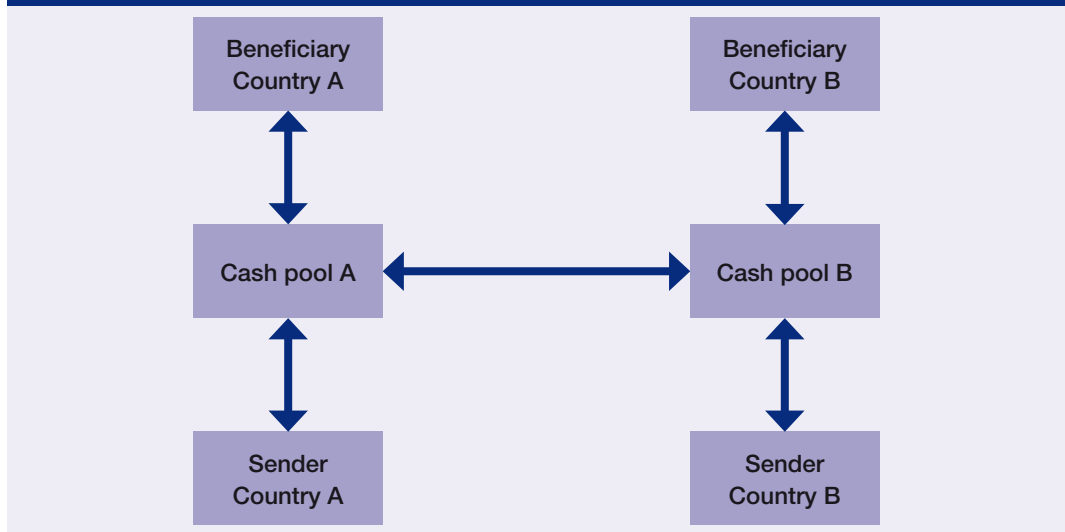 Beneficiary
Country A
Beneficiary
Country B
Cash pool A
Cash pool B
Sender
Country A
Sender
Country B